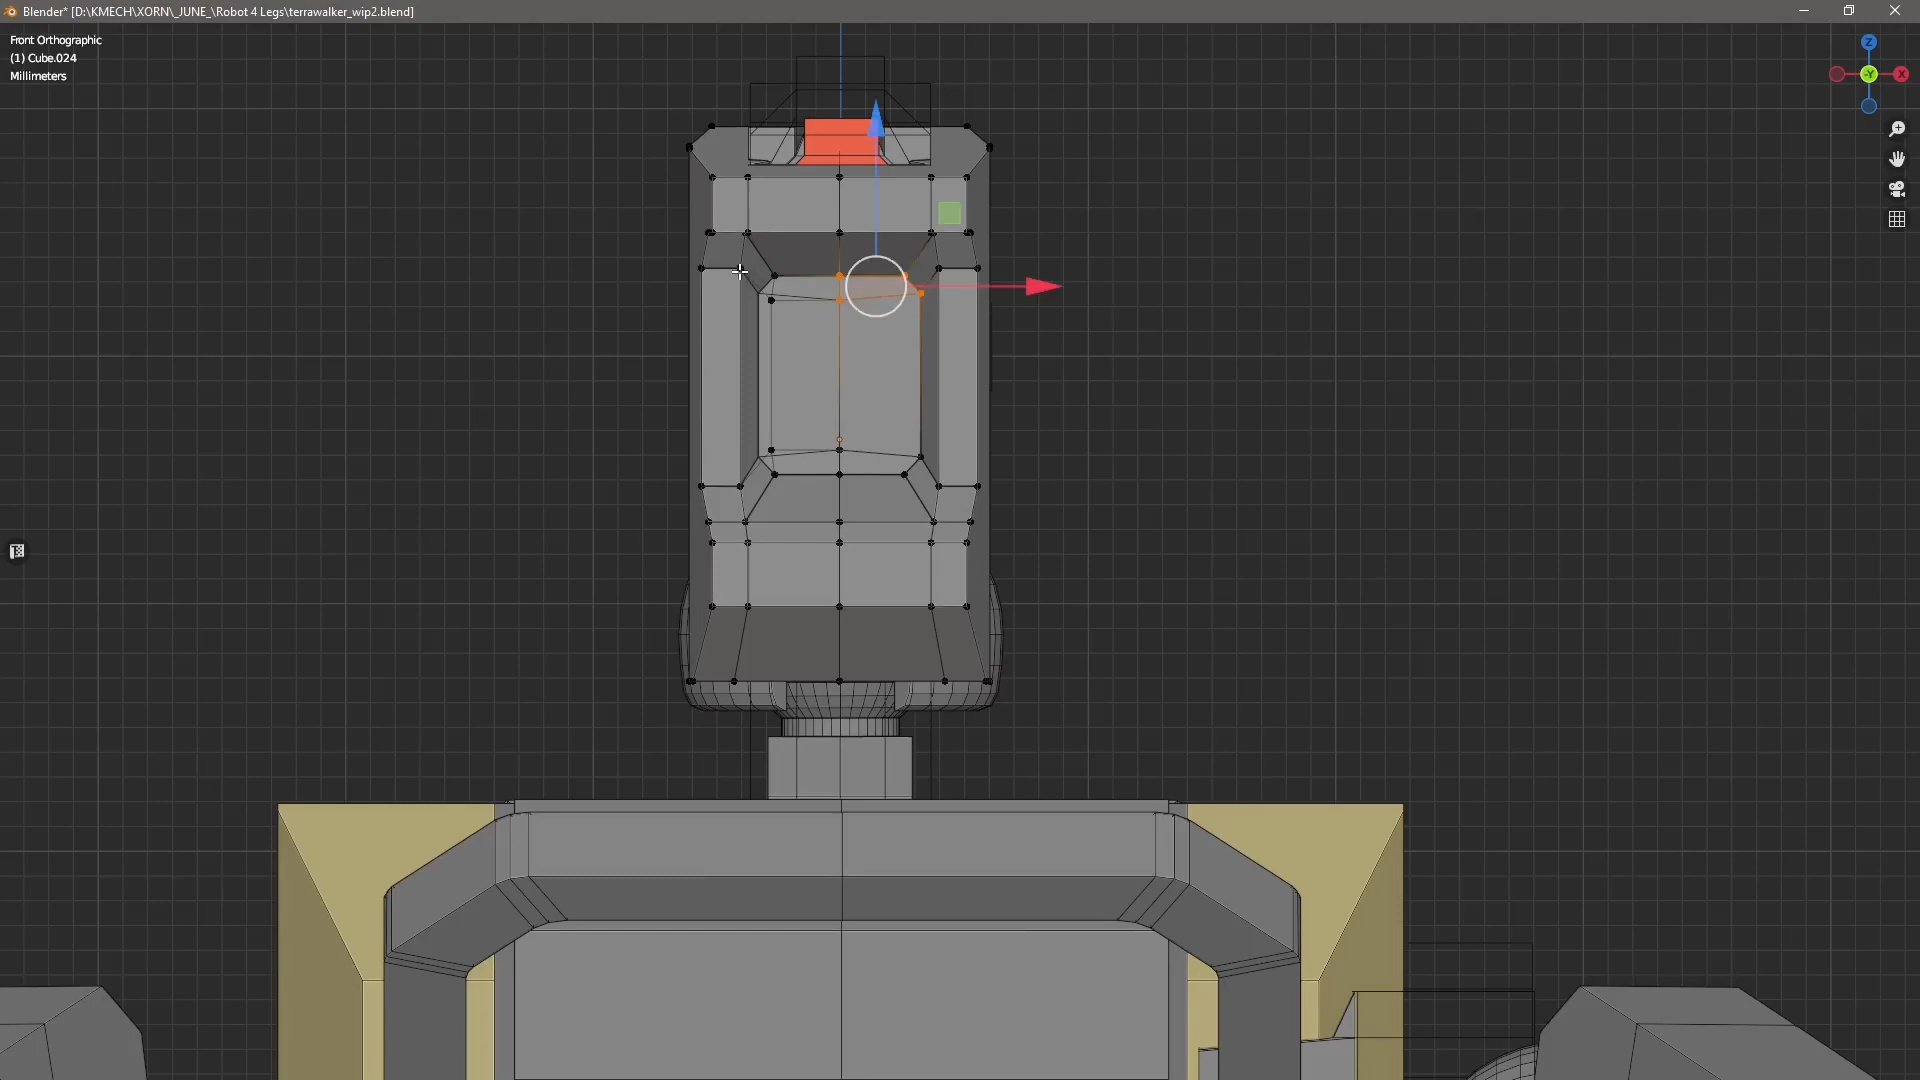 Blender* [D:\KMECH\XORN\_JUNE_\Robot 4 Legs\terrawalker_wip2.blend]
Front Orthographic
(1) Cube.024
Millimeters
Z
-Y
X